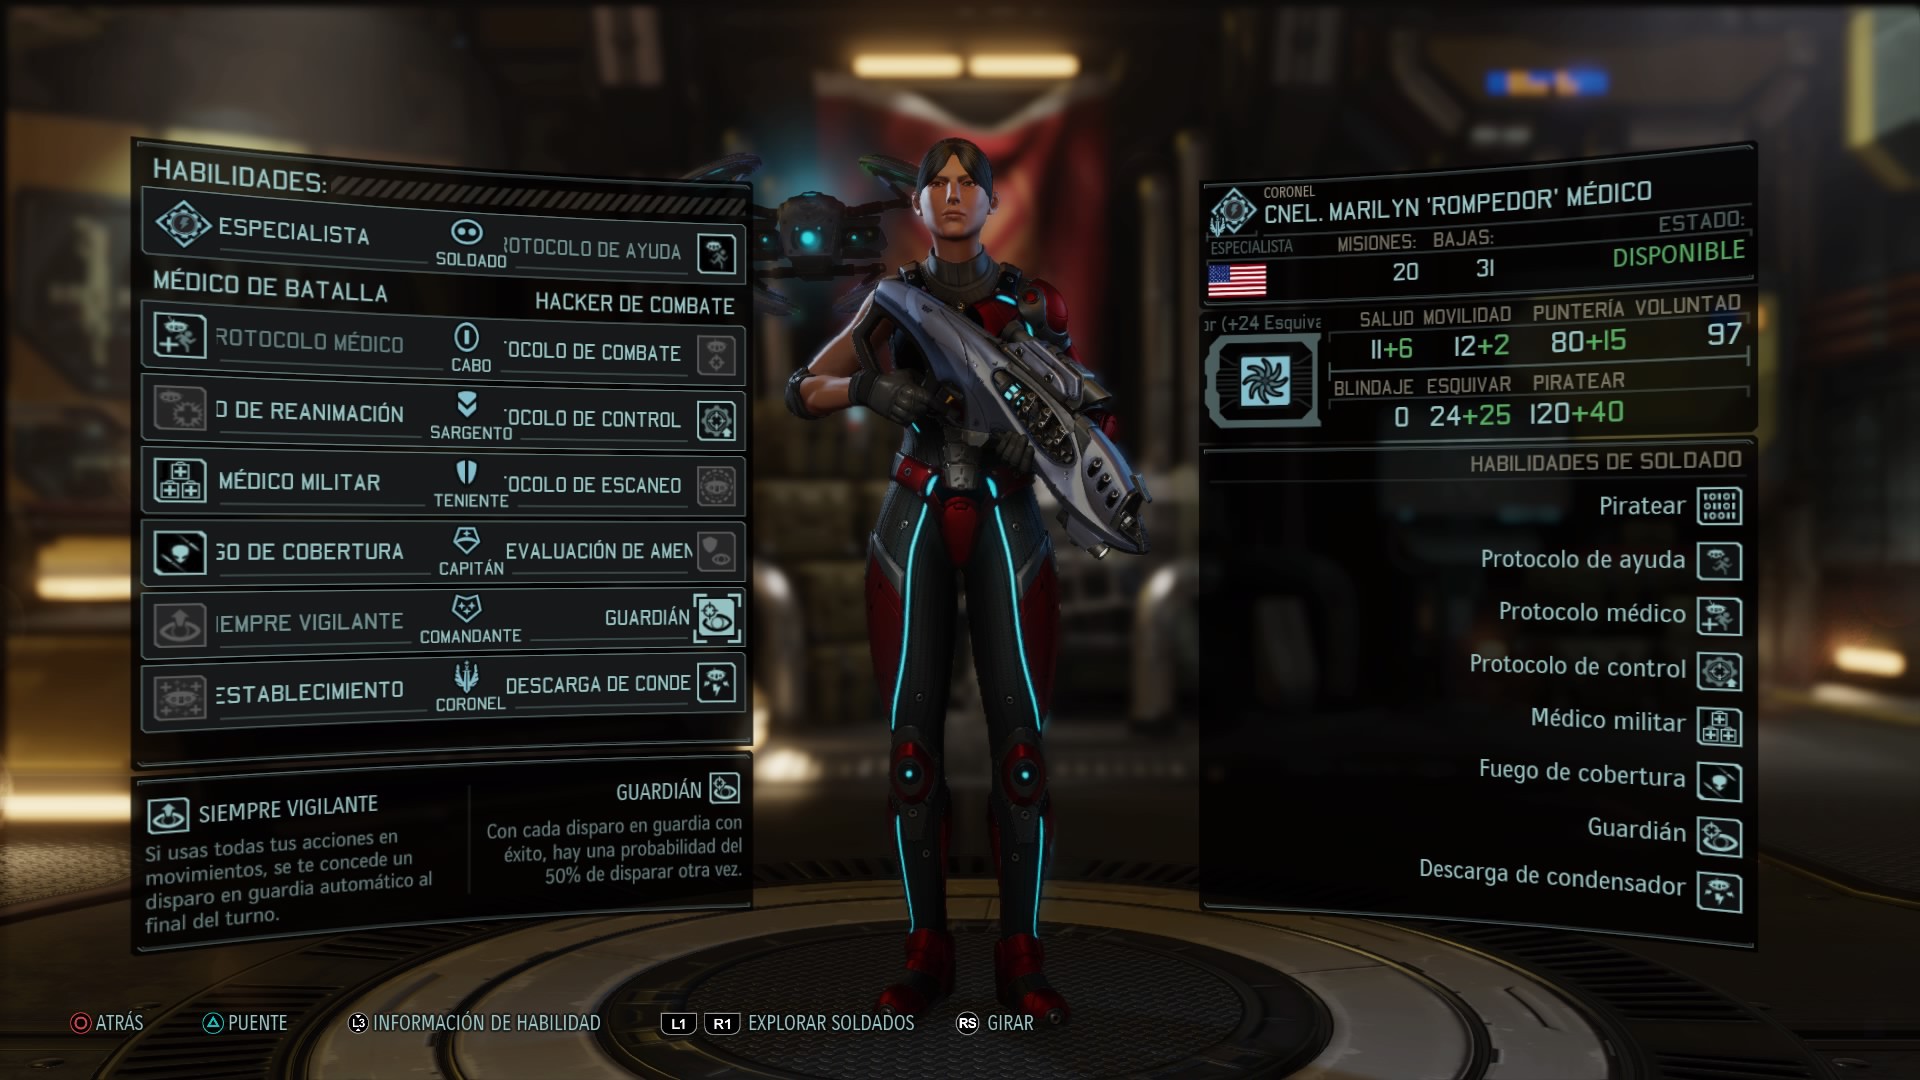 HABILIDADES:
ESPECIALISTA
SOLDADO
ROTOCOLO DE AYUDA
MÉDICO DE BATALLA
HACKER DE COMBATE
ROTOCOLO MÉDICO
CABO
OCOLO DE COMBATE
O DE REANIMACIÓN
SARGENTO
OCOLO DE CONTROL
MÉDICO MILITAR
TENIENTE
OCOLO DE ESCANEO
GO DE COBERTURA
CAPITÁN
EVALUACIÓN DE AMEN
IEMPRE VIGILANTE
COMANDANTE
GUARDIÁN
ESTABLECIMIENTO
CORONEL
DESCARGA DE CONDE
SIEMPRE VIGILANTE
Si usas todas tus acciones en
movimientos, se te concede un
disparo en guardia automático al
final del turno.
GUARDIÁN
Con cada disparo en guardia con
éxito, hay una probabilidad del
50% de disparar otra vez.
CORONEL
CNEL. MARILYN 'ROMPEDOR' MÉDICO
ESPECIALISTA
MISIONES: BAJAS: ESTADO:
20 31 DISPONIBLE
or (+24 Esquiva
SALUD MOVILIDAD PUNTERÍA VOLUNTAD
11+6 12+2 80+15 97
BLINDAJE ESQUIVAR PIRATEAR
0 24+25 120+40
HABILIDADES DE SOLDADO
Piratear
Protocolo de ayuda
Protocolo médico
Protocolo de control
Médico militar
Fuego de cobertura
Guardián
Descarga de condensador
ATRÁS
PUENTE
L3 INFORMACIÓN DE HABILIDAD
L1 R1 EXPLORAR SOLDADOS
RS GIRAR